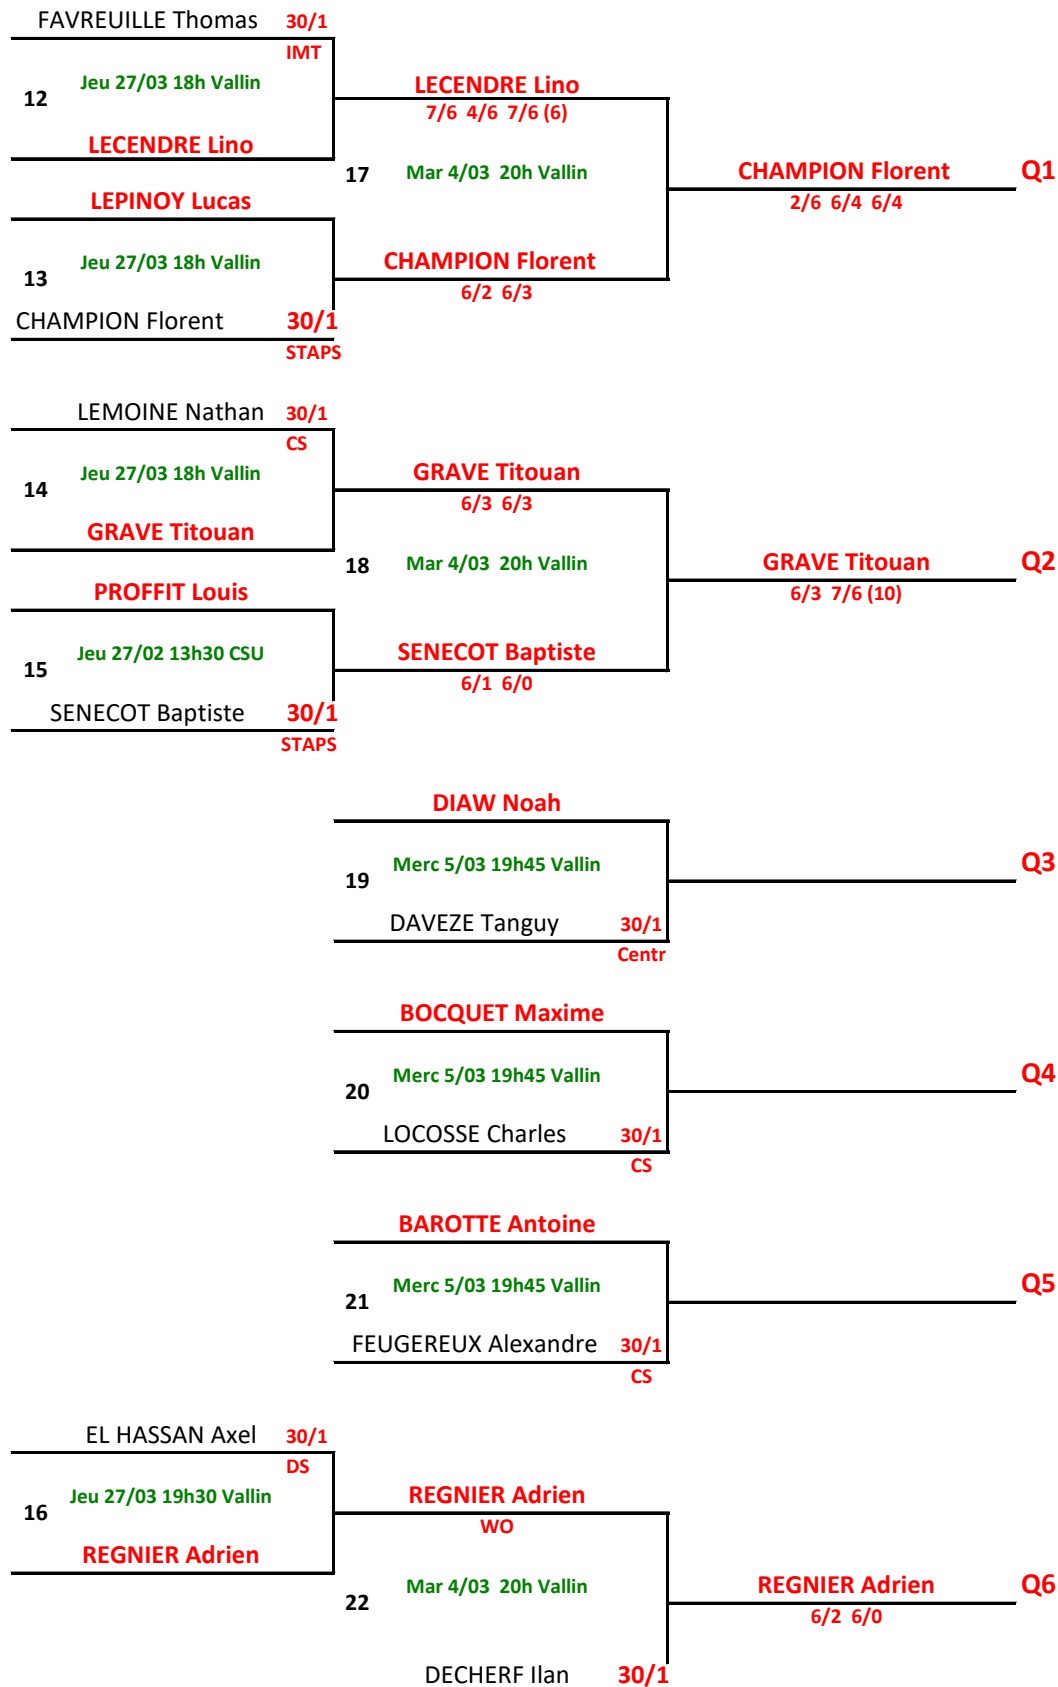 FAVREUILLE Thomas 30/1
IMT
12 Jeu 27/03 18h Vallin
LECENDRE Lino
7/6 4/6 7/6 (6)
LECENDRE Lino
17 Mar 4/03 20h Vallin
CHAMPION Florent Q1
2/6 6/4 6/4
LEPINOY Lucas
13 Jeu 27/03 18h Vallin
CHAMPION Florent
6/2 6/3
CHAMPION Florent 30/1
STAPS
LEMOINE Nathan 30/1
CS
14 Jeu 27/03 18h Vallin
GRAVE Titouan
6/3 6/3
GRAVE Titouan
18 Mar 4/03 20h Vallin
GRAVE Titouan Q2
6/3 7/6 (10)
PROFFIT Louis
15 Jeu 27/02 13h30 CSU
SENECOT Baptiste
6/1 6/0
SENECOT Baptiste 30/1
STAPS
DIAW Noah
19 Merc 5/03 19h45 Vallin
Q3
DAVEZE Tanguy 30/1
Centr
BOCQUET Maxime
20 Merc 5/03 19h45 Vallin
Q4
LOCOSSE Charles 30/1
CS
BAROTTE Antoine
21 Merc 5/03 19h45 Vallin
Q5
FEUGEREUX Alexandre 30/1
CS
EL HASSAN Axel 30/1
DS
16 Jeu 27/03 19h30 Vallin
REGNIER Adrien
WO
REGNIER Adrien
22 Mar 4/03 20h Vallin
REGNIER Adrien Q6
6/2 6/0
DECHERF Ilan 30/1